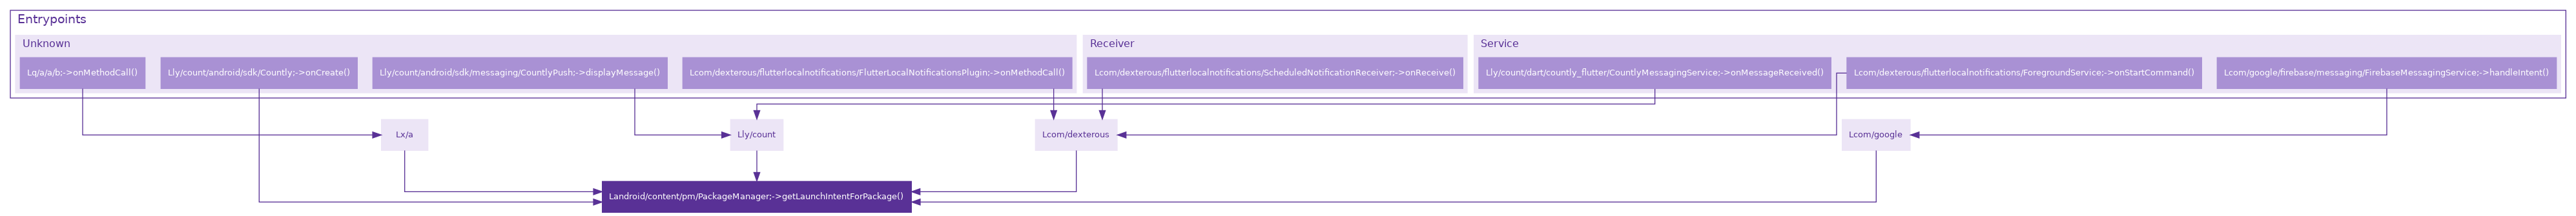 Entrypoints
Unknown
Receiver
Service
Lq/a/a/b;->onMethodCall()
Lly/count/android/sdk/Countly;->onCreate()
Lly/count/android/sdk/messaging/CountlyPush;->displayMessage()
Lcom/dexterous/flutterlocalnotifications/FlutterLocalNotificationsPlugin;->onMethodCall()
Lcom/dexterous/flutterlocalnotifications/ScheduledNotificationReceiver;->onReceive()
Lly/count/dart/countly_flutter/CountlyMessagingService;->onMessageReceived()
Lcom/dexterous/flutterlocalnotifications/ForegroundService;->onStartCommand()
Lcom/google/firebase/messaging/FirebaseMessagingService;->handleIntent()
Lx/a
Lly/count
Lcom/dexterous
Lcom/google
Landroid/content/pm/PackageManager;->getLaunchIntentForPackage()